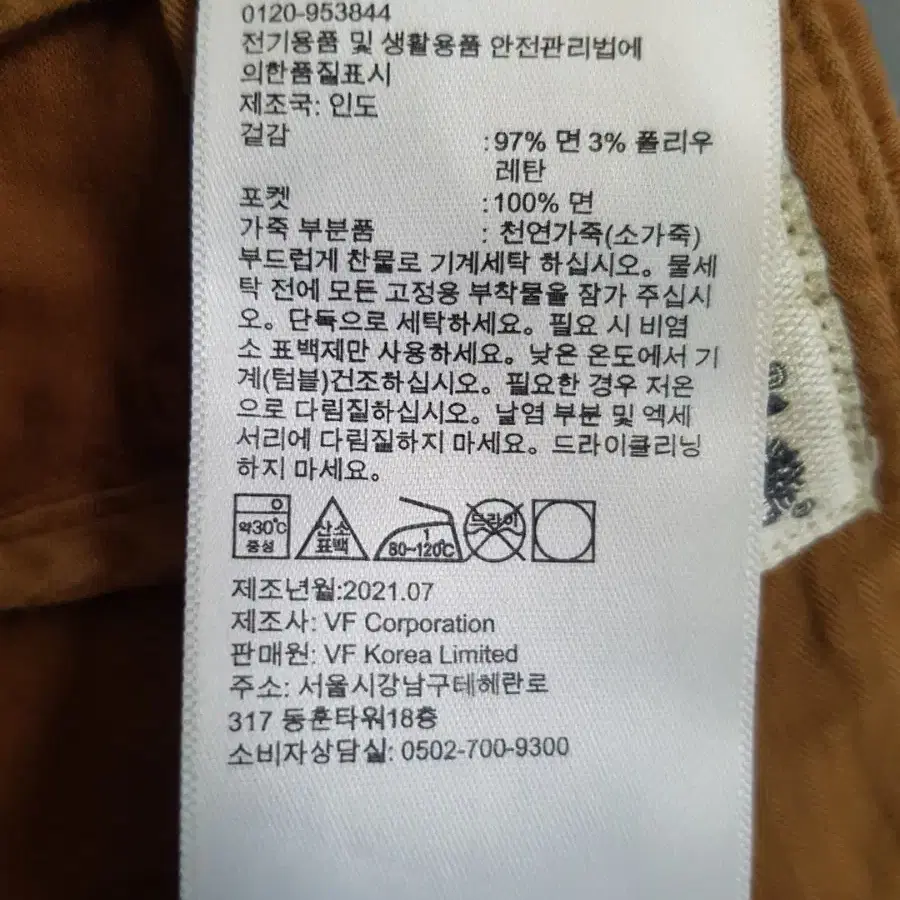 0120-953844
전기용품 및 생활용품 안전관리법에
의한품질표시
제조국: 인도
겉감 :97% 면 3% 폴리우
레탄
포켓 :100% 면
가죽 부분품 : 천연가죽(소가죽)
부드럽게 찬물로 기계세탁 하십시오. 물세
탁 전에 모든 고정용 부착물을 잠가 주십시
오. 단독으로 세탁하세요. 필요 시 비염
소 표백제만 사용하세요. 낮은 온도에서 기
계(텀블)건조하십시오. 필요한 경우 저온
으로 다림질하십시오. 날염 부분 및 엑세
서리에 다림질하지 마세요. 드라이클리닝
하지 마세요.
약30℃ 중성 산소 표백 1 80~120℃ 드라이
제조년월:2021.07
제조사: VF Corporation
판매원: VF Korea Limited
주소: 서울시강남구테헤란로
317 동훈타워18층
소비자상담실: 0502-700-9300